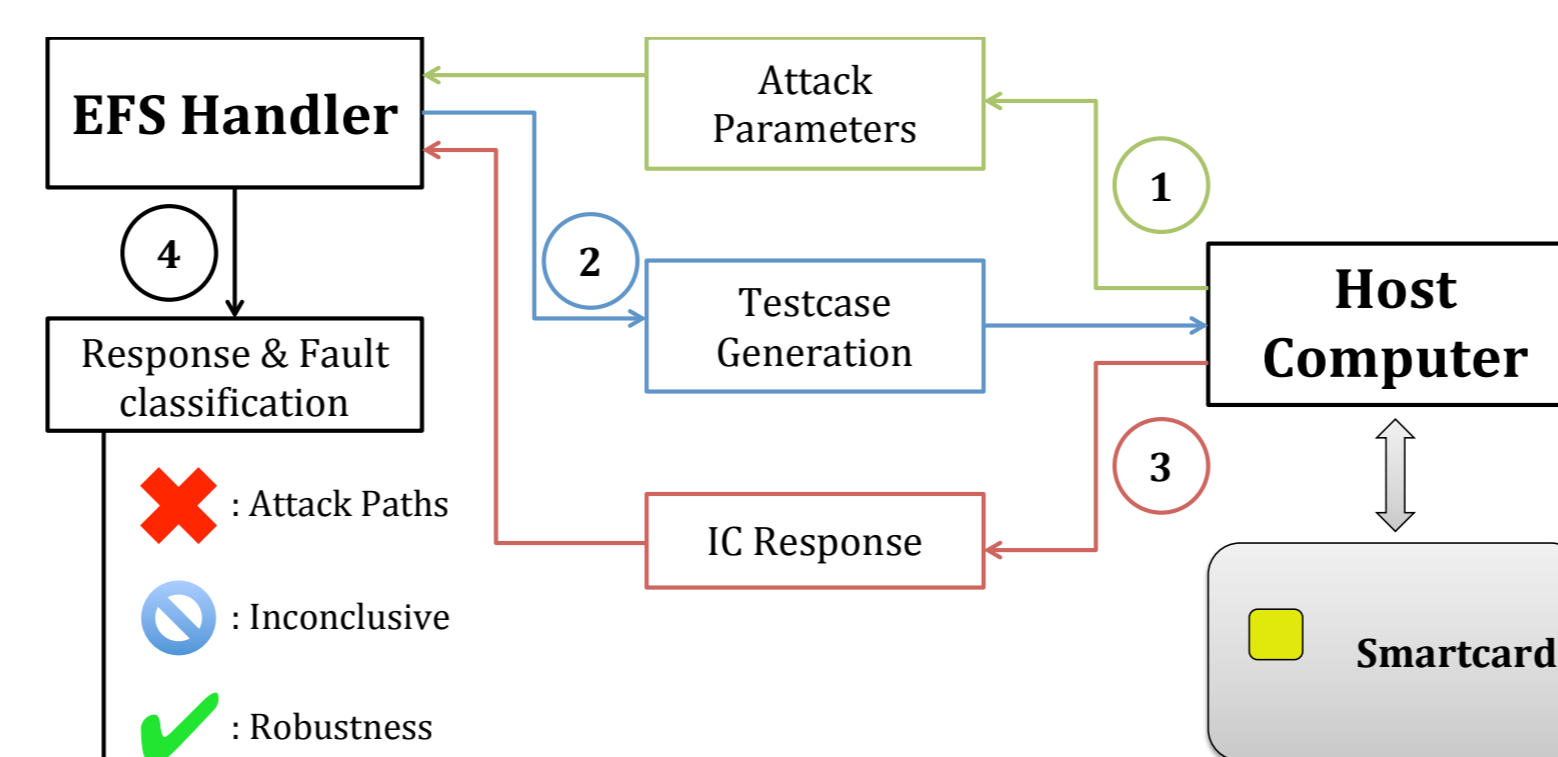 EFS Handler
Attack
Parameters
1
4
2
Testcase
Generation
Host
Computer
Response & Fault
classification
3
: Attack Paths
IC Response
: Inconclusive
Smartcard
: Robustness